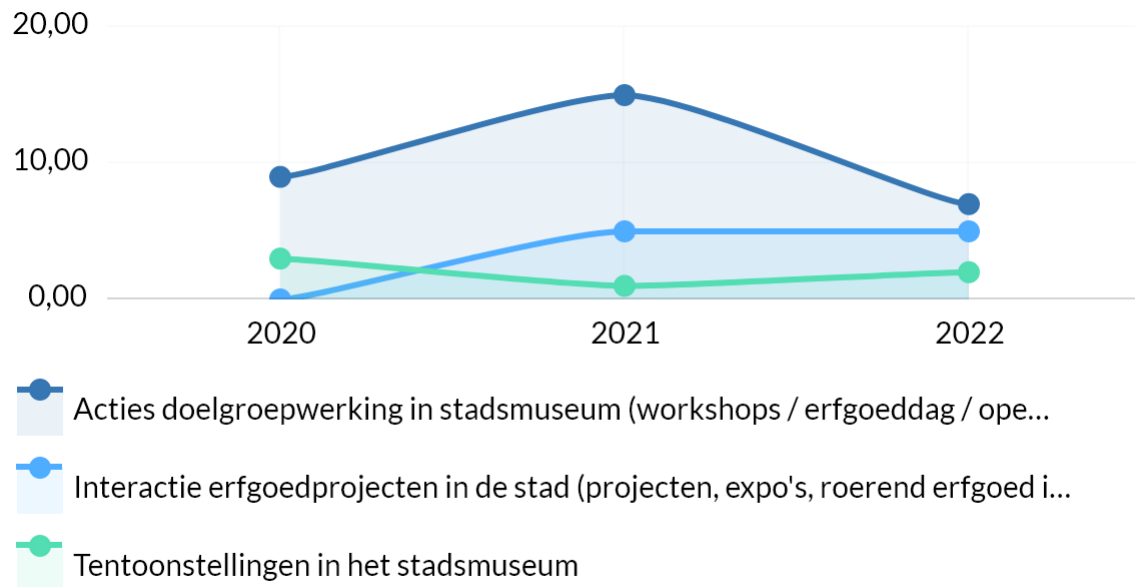 20,00
10,00
0,00
2020 2021 2022
Acties doelgroepwerking in stadsmuseum (workshops / erfgoeddag / ope...
Interactie erfgoedprojecten in de stad (projecten, expo's, roerend erfgoed i...
Tentoonstellingen in het stadsmuseum